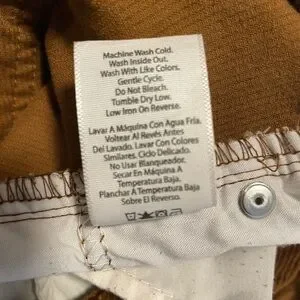 Machine Wash Cold.
Wash Inside Out.
Wash With Like Colors.
Gentle Cycle.
Do Not Bleach.
Tumble Dry Low.
Low Iron On Reverse.
Lavar A Máquina Con Agua Fría.
Voltear Al Revés Antes
Del Lavado. Lavar Con Colores
Similares. Ciclo Delicado.
No Usar Blanqueador.
Secar En Máquina A
Temperatura Baja
Planchar A Temperatura Baja
Sobre El Reverso.